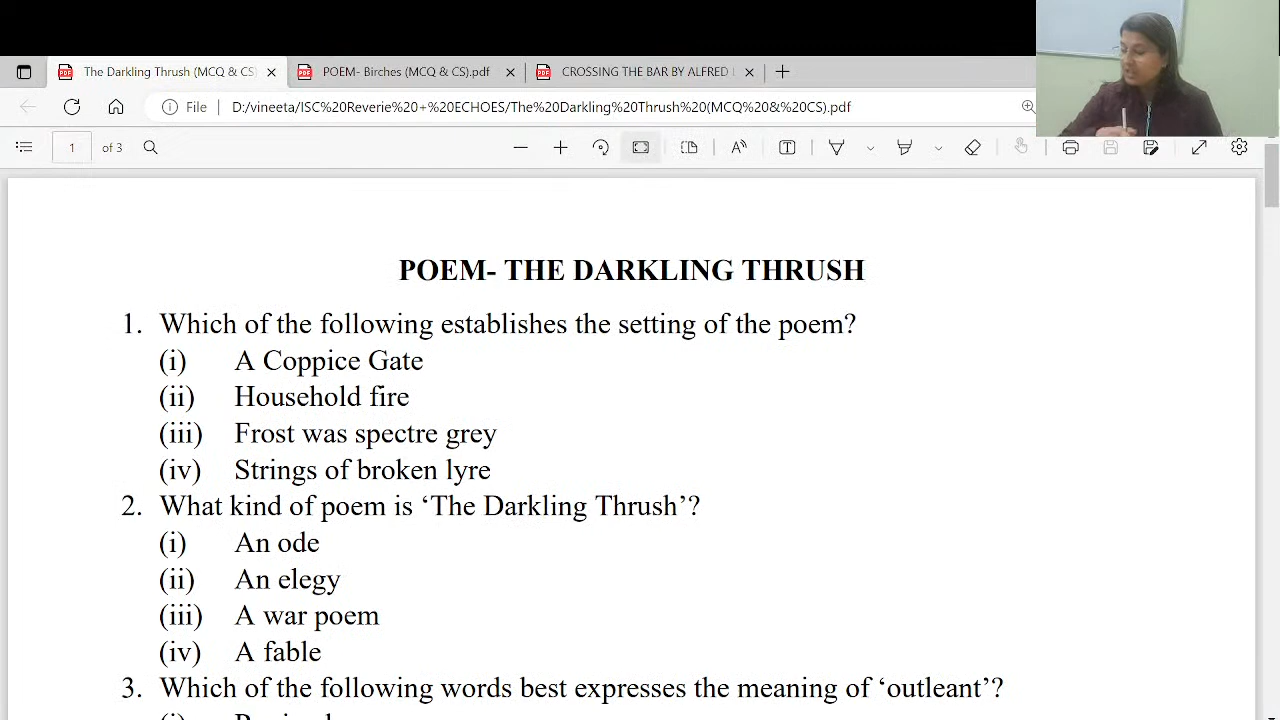 The Darkling Thrush (MCQ & CS)
POEM- Birches (MCQ & CS).pdf
CROSSING THE BAR BY ALFRED
File
D:/vineeta/ISC%20Reverie%20+%20ECHOES/The%20Darkling%20Thrush%20(MCQ%20&%20CS).pdf
1 of 3
POEM- THE DARKLING THRUSH
1. Which of the following establishes the setting of the poem?
(i) A Coppice Gate
(ii) Household fire
(iii) Frost was spectre grey
(iv) Strings of broken lyre
2. What kind of poem is ‘The Darkling Thrush’?
(i) An ode
(ii) An elegy
(iii) A war poem
(iv) A fable
3. Which of the following words best expresses the meaning of ‘outleant’?